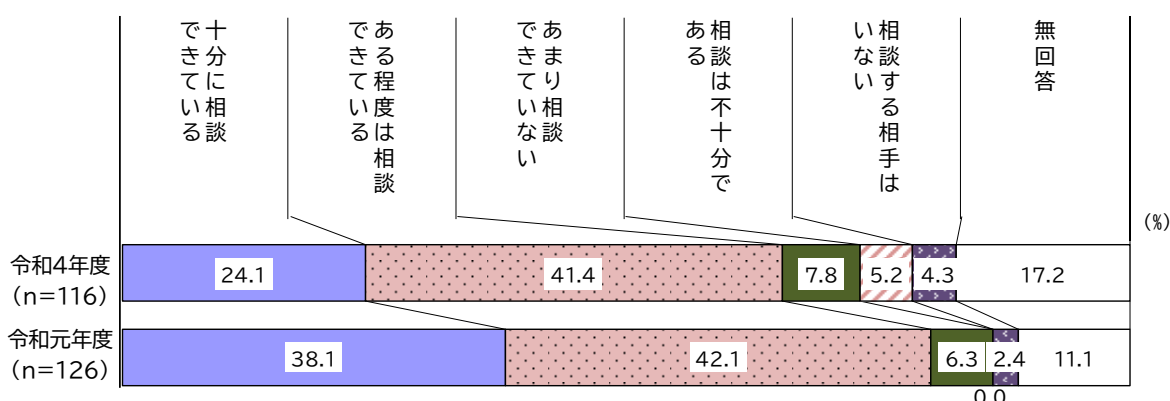 十分に相談
できている
ある程度は相談
できている
あまり相談
できていない
相談は不十分で
ある
相談する相手は
いない
無回答
(%)
令和4年度
(n=116)
24.1
41.4
7.8
5.2
4.3
17.2
令和元年度
(n=126)
38.1
42.1
6.3
2.4
11.1
0.0